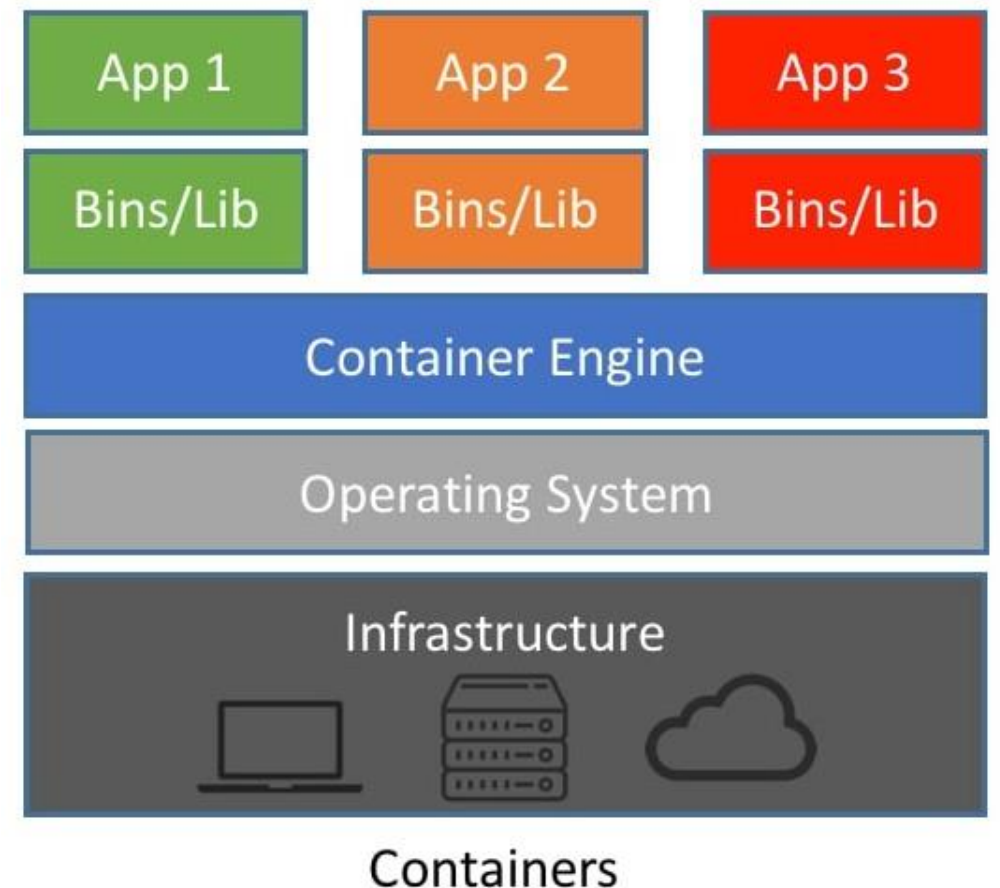 App 1
App 2
App 3
Bins/Lib
Bins/Lib
Bins/Lib
Container Engine
Operating System
Infrastructure
Containers